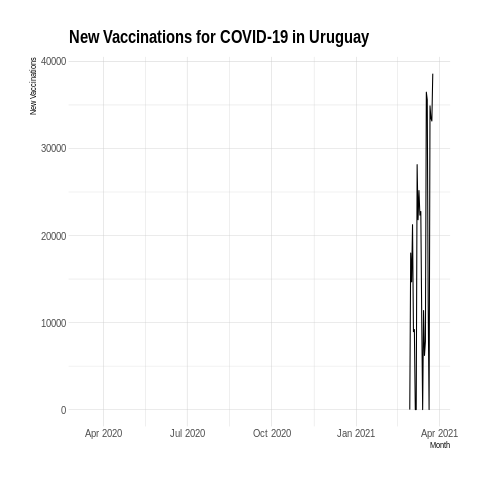 New Vaccinations for COVID-19 in Uruguay
New Vaccinations
40000
30000
20000
10000
0
Apr 2020 Jul 2020 Oct 2020 Jan 2021 Apr 2021
Month